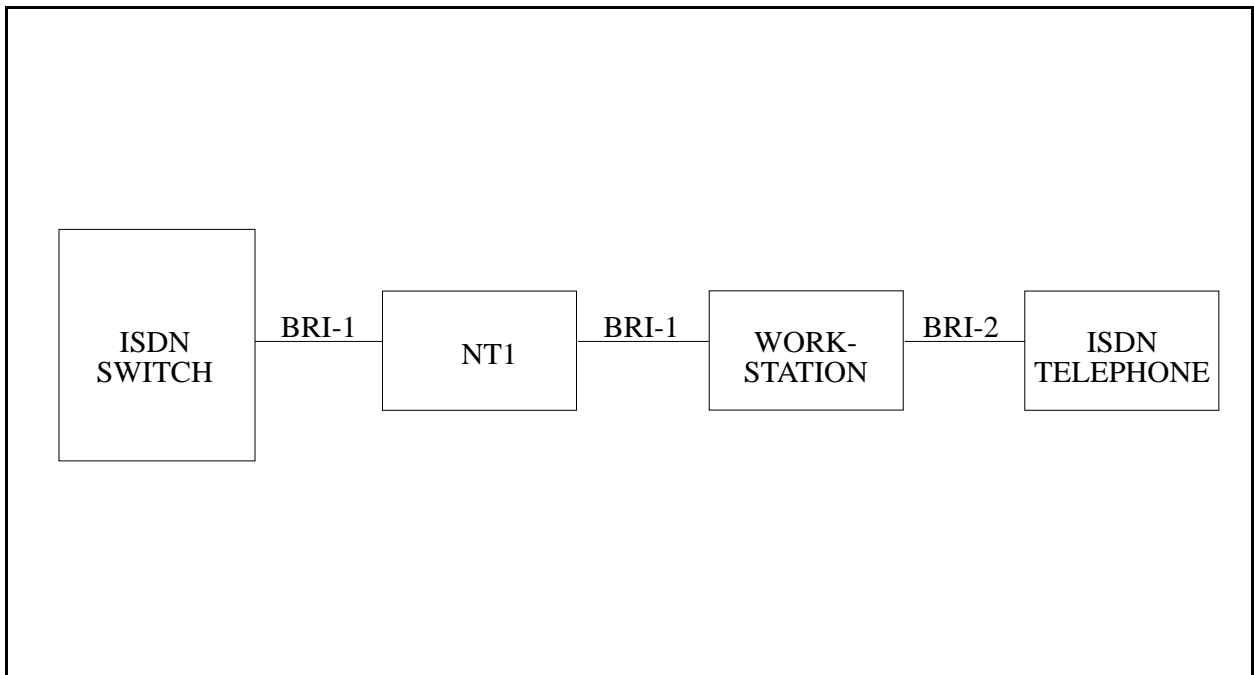 ISDN
SWITCH
BRI-1
NT1
BRI-1
WORK-
STATION
BRI-2
ISDN
TELEPHONE